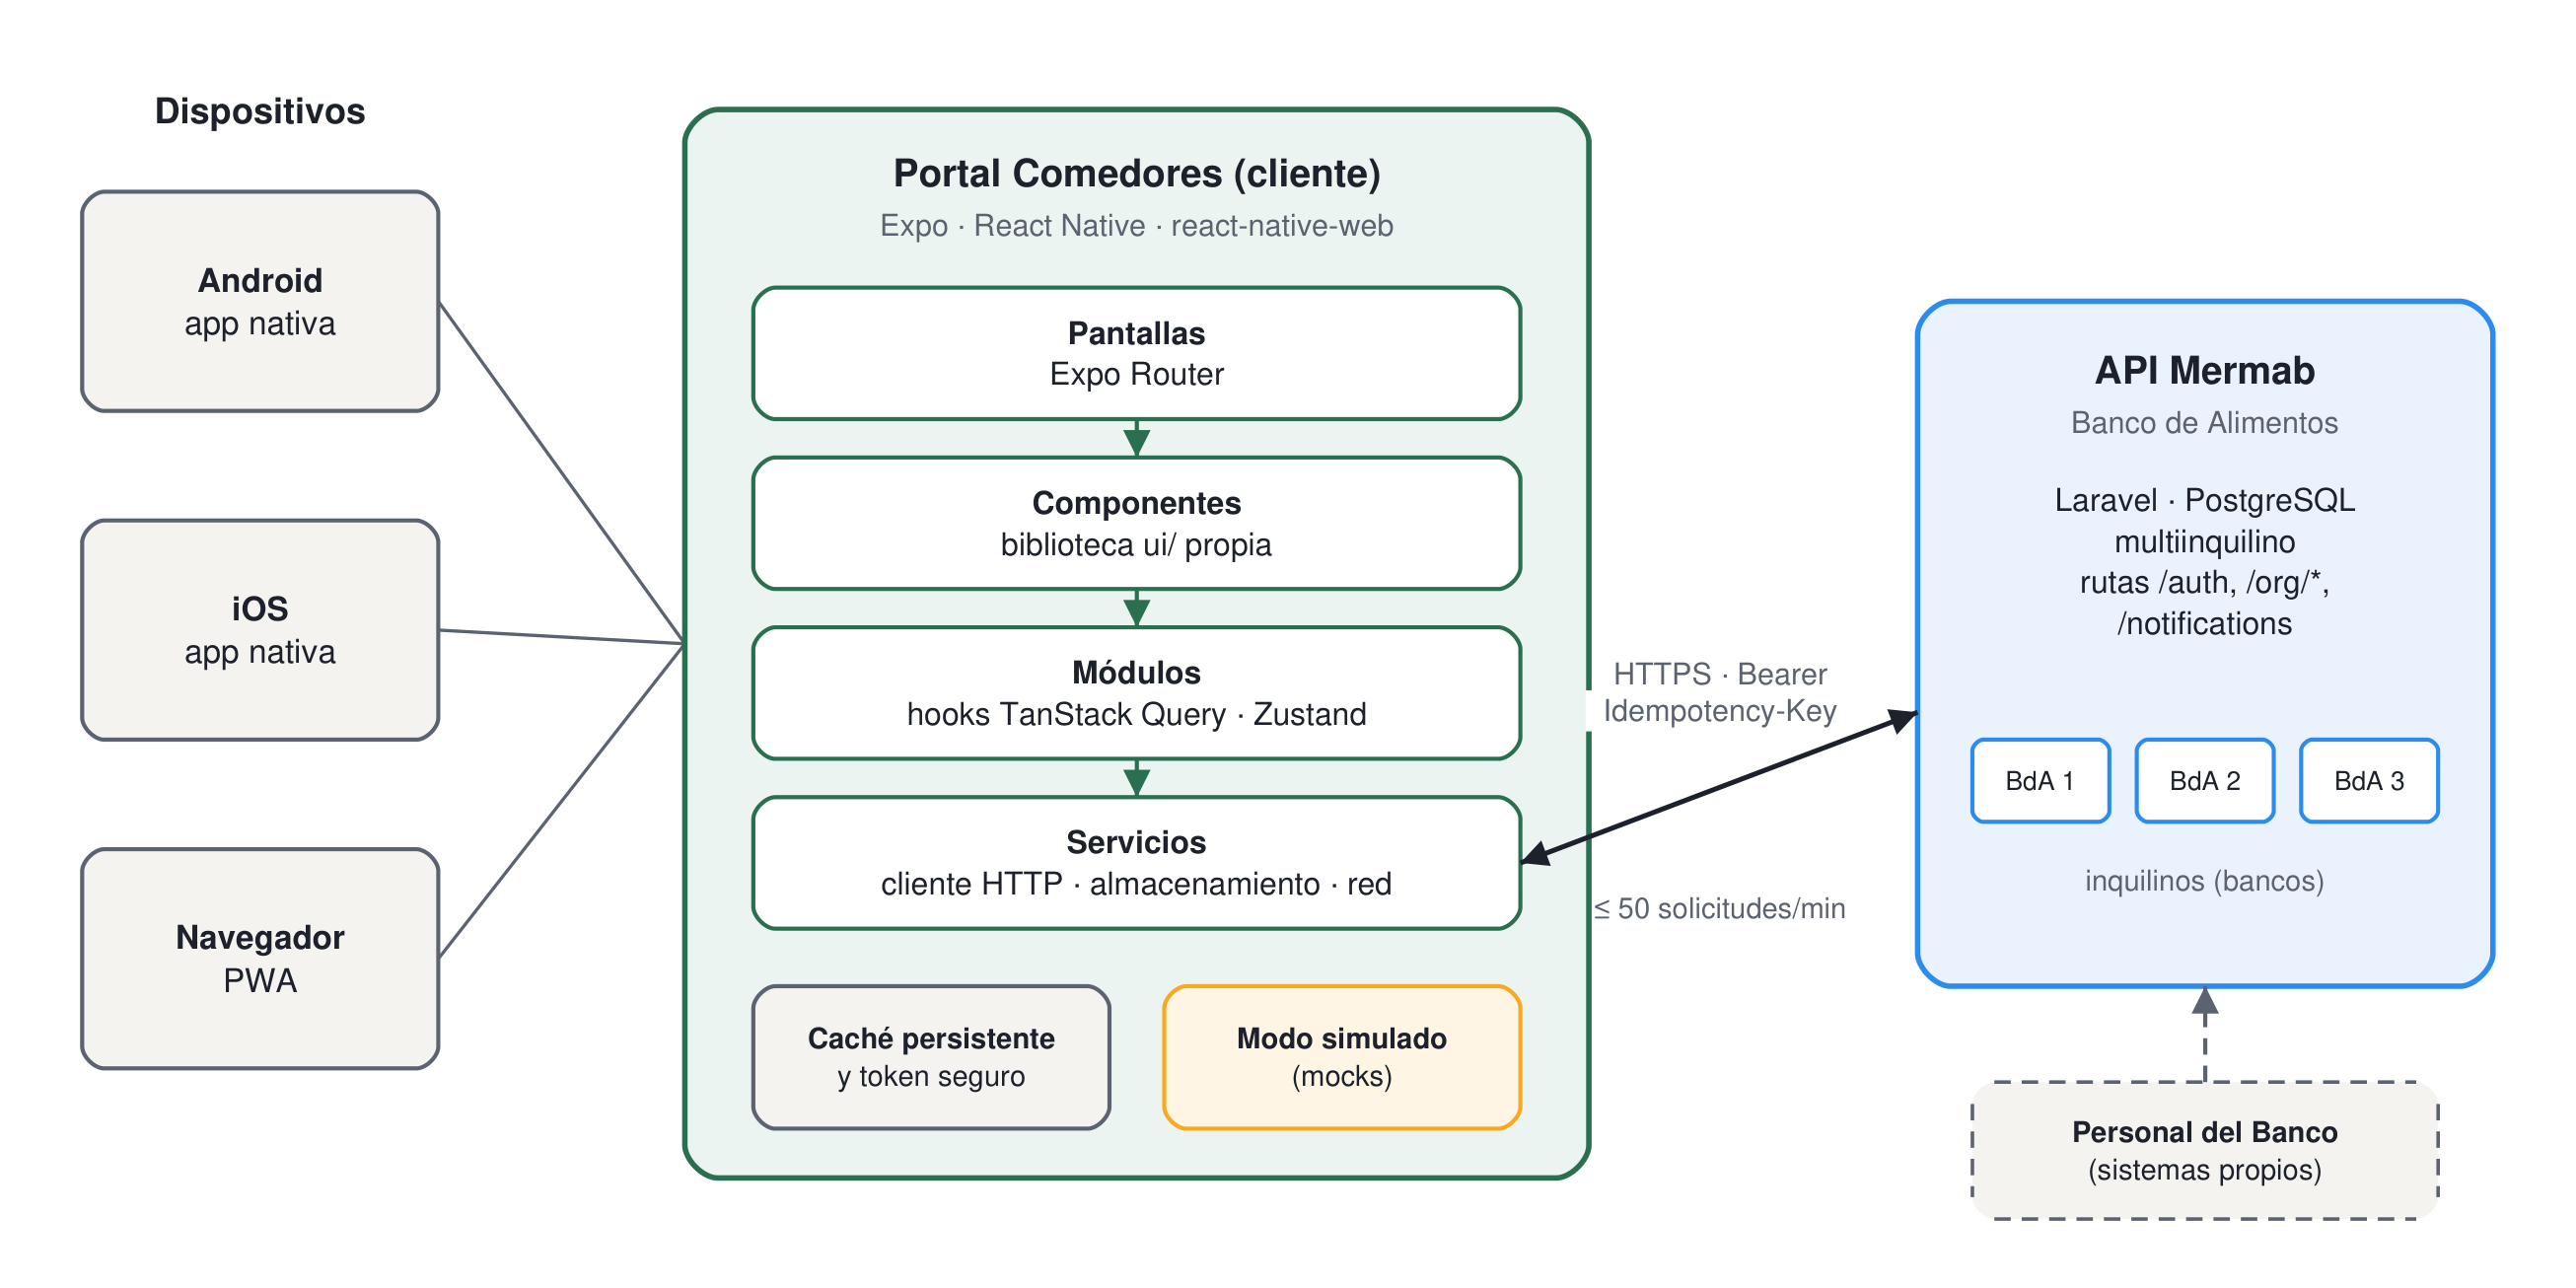 Dispositivos
Android
app nativa
iOS
app nativa
Navegador
PWA
Portal Comedores (cliente)
Expo · React Native · react-native-web
Pantallas
Expo Router
Componentes
biblioteca ui/ propia
Módulos
hooks TanStack Query · Zustand
Servicios
cliente HTTP · almacenamiento · red
Caché persistente
y token seguro
Modo simulado
(mocks)
HTTPS · Bearer
Idempotency-Key
≤ 50 solicitudes/min
API Mermab
Banco de Alimentos
Laravel · PostgreSQL
multiinquilino
rutas /auth, /org/*,
/notifications
BdA 1
BdA 2
BdA 3
inquilinos (bancos)
Personal del Banco
(sistemas propios)